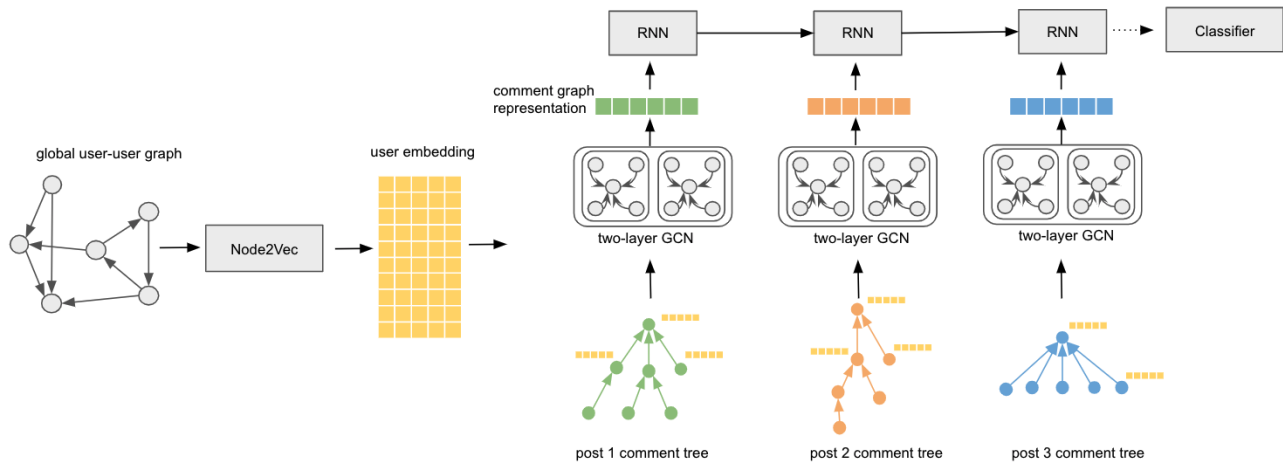 RNN
RNN
RNN
Classifier
comment graph
representation
global user-user graph
user embedding
Node2Vec
two-layer GCN
two-layer GCN
two-layer GCN
post 1 comment tree
post 2 comment tree
post 3 comment tree